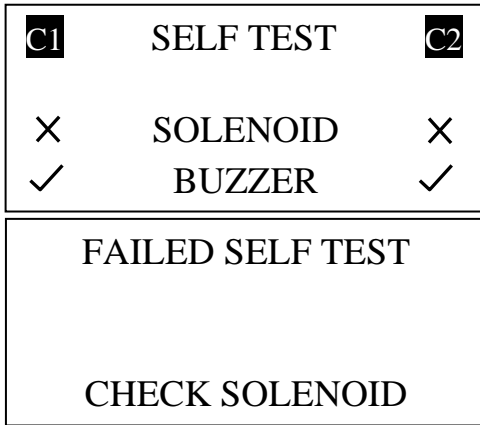 C1 SELF TEST C2
✕ SOLENOID ✕
✓ BUZZER ✓
FAILED SELF TEST
CHECK SOLENOID